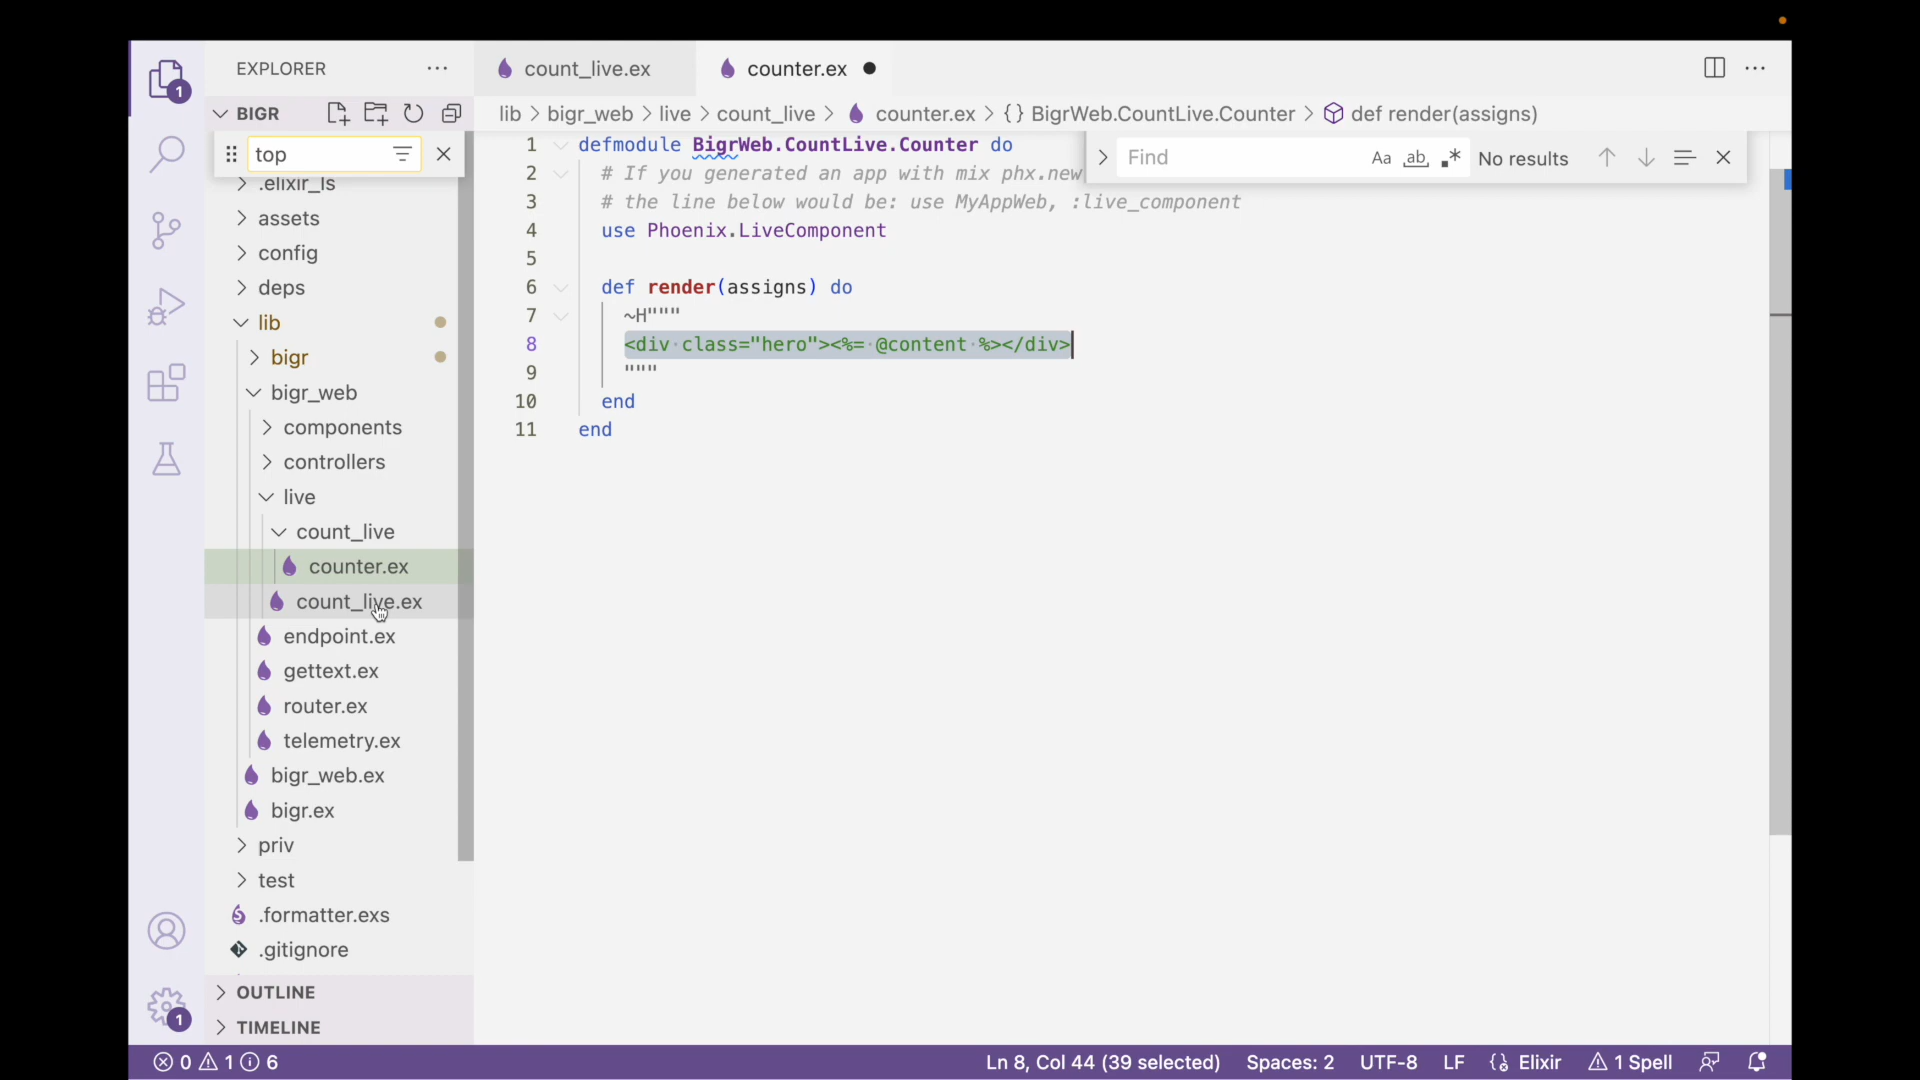 EXPLORER
count_live.ex
counter.ex
BIGR
lib > bigr_web > live > count_live > counter.ex > {} BigrWeb.CountLive.Counter > def render(assigns)
top
Find
Aa
ab
No results
1 defmodule BigrWeb.CountLive.Counter do
2 # If you generated an app with mix phx.new
3 # the line below would be: use MyAppWeb, :live_component
4 use Phoenix.LiveComponent
5
6 def render(assigns) do
7 ~H"""
8 <div class="hero"><%= @content %></div>
9 """
10 end
11 end
.elixir_ls
assets
config
deps
lib
bigr
bigr_web
components
controllers
live
count_live
counter.ex
count_live.ex
endpoint.ex
gettext.ex
router.ex
telemetry.ex
bigr_web.ex
bigr.ex
priv
test
.formatter.exs
.gitignore
OUTLINE
TIMELINE
1
1
0 1 6
Ln 8, Col 44 (39 selected)
Spaces: 2
UTF-8
LF
Elixir
1 Spell